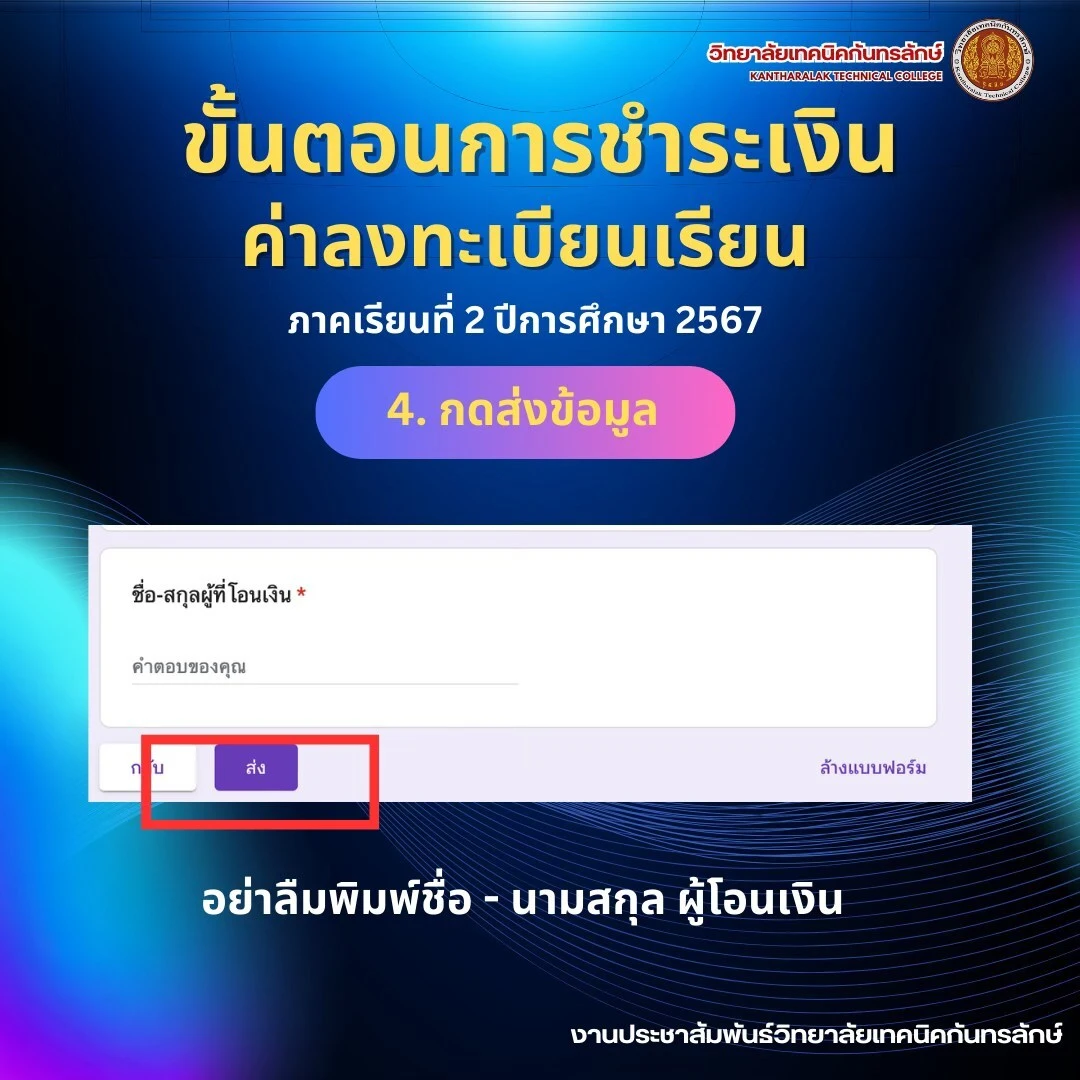 วิทยาลัยเทคนิคกันทรลักษ์
KANTHARALAK TECHNICAL COLLEGE
ขั้นตอนการชำระเงิน
ค่าลงทะเบียนเรียน
ภาคเรียนที่ 2 ปีการศึกษา 2567
4. กดส่งข้อมูล
ชื่อ-สกุลผู้ที่โอนเงิน *
คำตอบของคุณ
กลับ
ส่ง
ล้างแบบฟอร์ม
อย่าลืมพิมพ์ชื่อ - นามสกุล ผู้โอนเงิน
งานประชาสัมพันธ์วิทยาลัยเทคนิคกันทรลักษ์